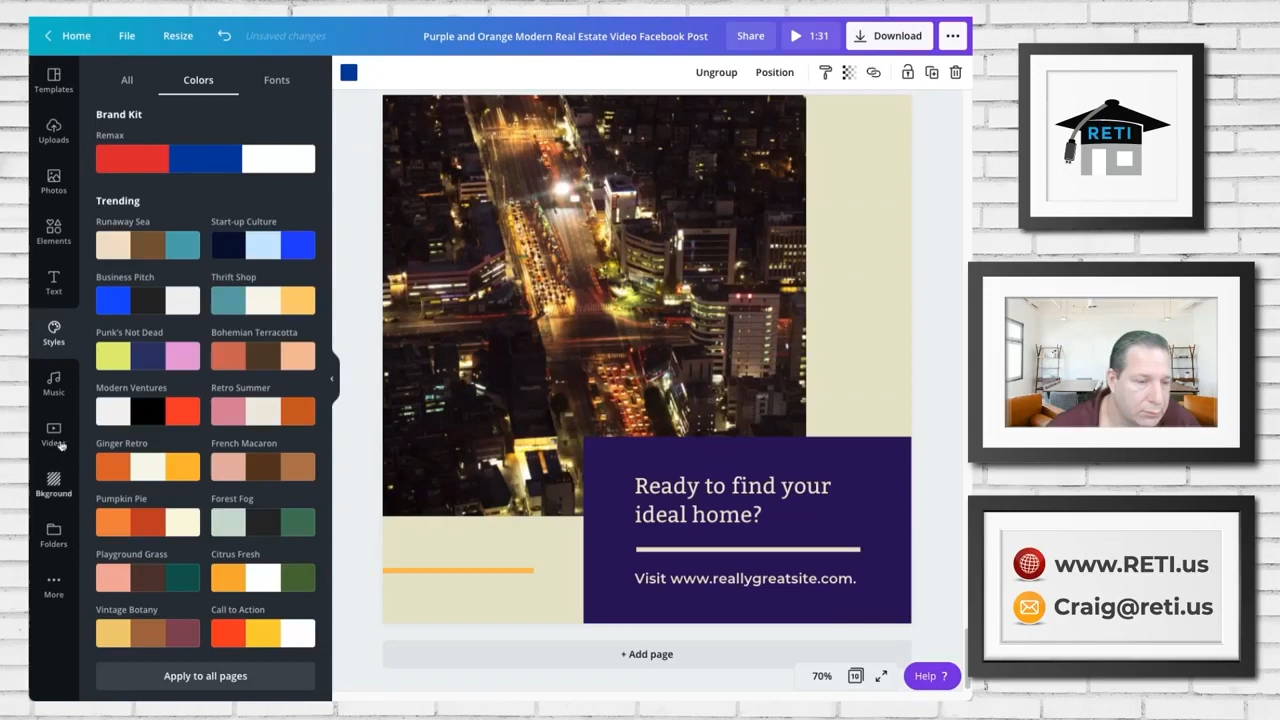 Home
File
Resize
Unsaved changes
Purple and Orange Modern Real Estate Video Facebook Post
Share
1:31
Download
Templates
Uploads
Photos
Elements
Text
Styles
Music
Videos
Bkground
Folders
More
All
Colors
Fonts
Brand Kit
Remax
Trending
Runaway Sea
Start-up Culture
Business Pitch
Thrift Shop
Punk's Not Dead
Bohemian Terracotta
Modern Ventures
Retro Summer
Ginger Retro
French Macaron
Pumpkin Pie
Forest Fog
Playground Grass
Citrus Fresh
Vintage Botany
Call to Action
Apply to all pages
Ungroup
Position
Ready to find your
ideal home?
Visit www.reallygreatsite.com.
+ Add page
70%
10
Help ?
RETI
www.RETI.us
Craig@reti.us